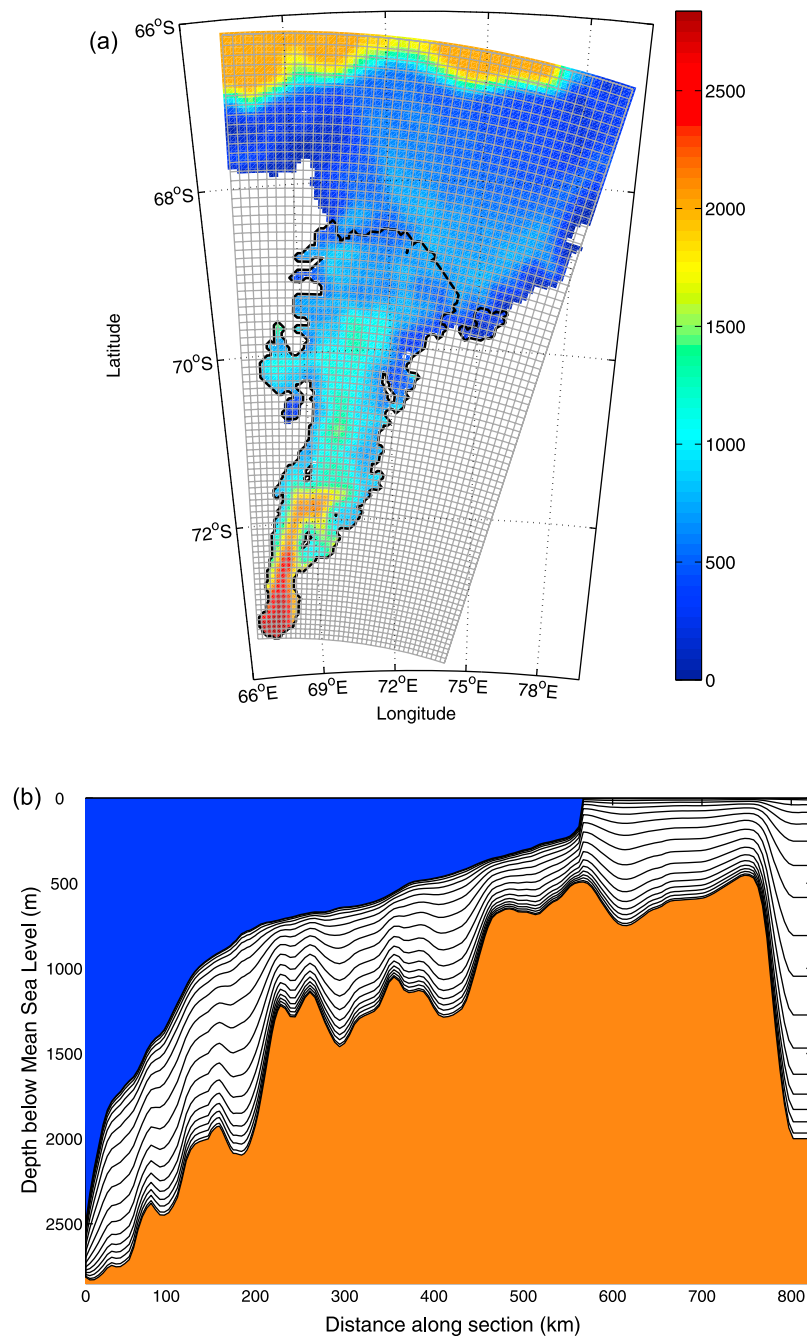 (a)
66°S
68°S
70°S
72°S
Latitude
66°E 69°E 72°E 75°E 78°E
Longitude
2500
2000
1500
1000
500
0
(b)
0
500
1000
1500
2000
2500
Depth below Mean Sea Level (m)
0 100 200 300 400 500 600 700 800
Distance along section (km)